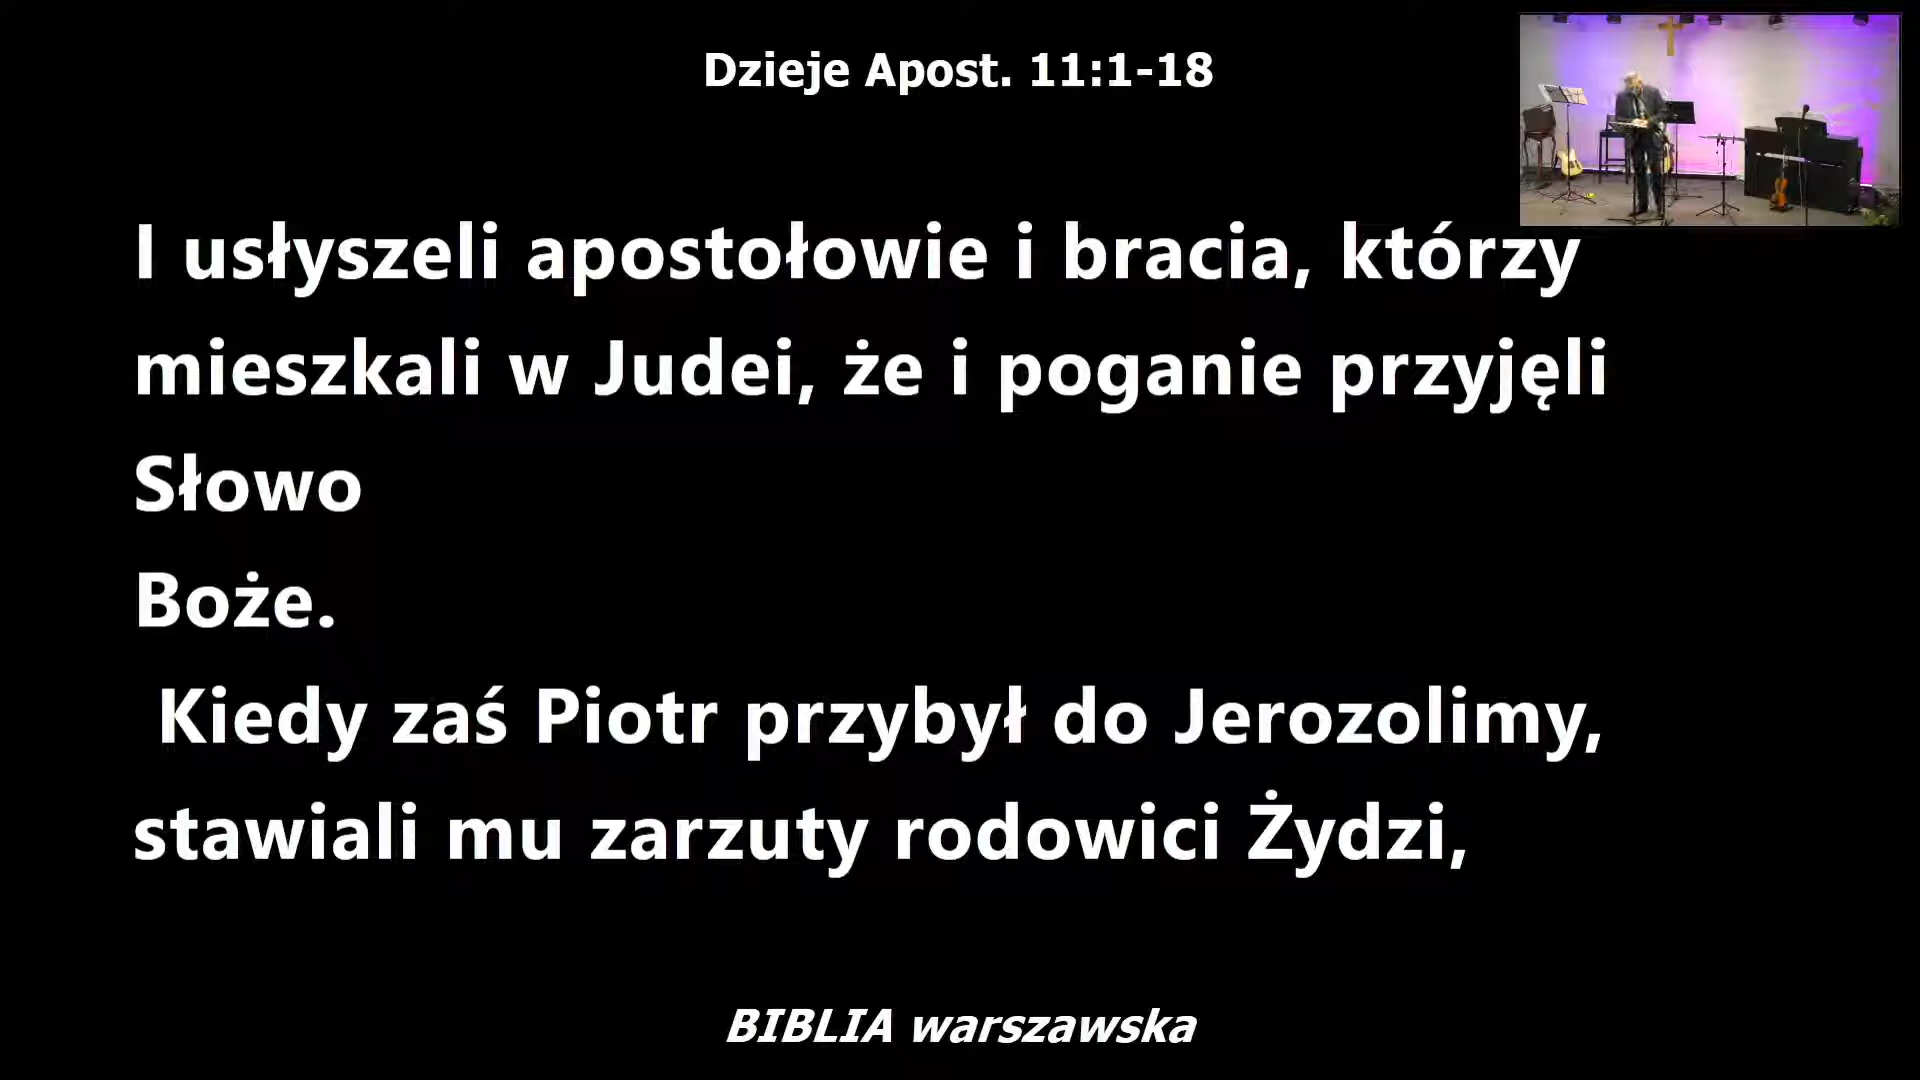 Dzieje Apost. 11:1-18
I usłyszeli apostołowie i bracia, którzy
mieszkali w Judei, że i poganie przyjęli
Słowo
Boże.
Kiedy zaś Piotr przybył do Jerozolimy,
stawiali mu zarzuty rodowici Żydzi,
BIBLIA warszawska